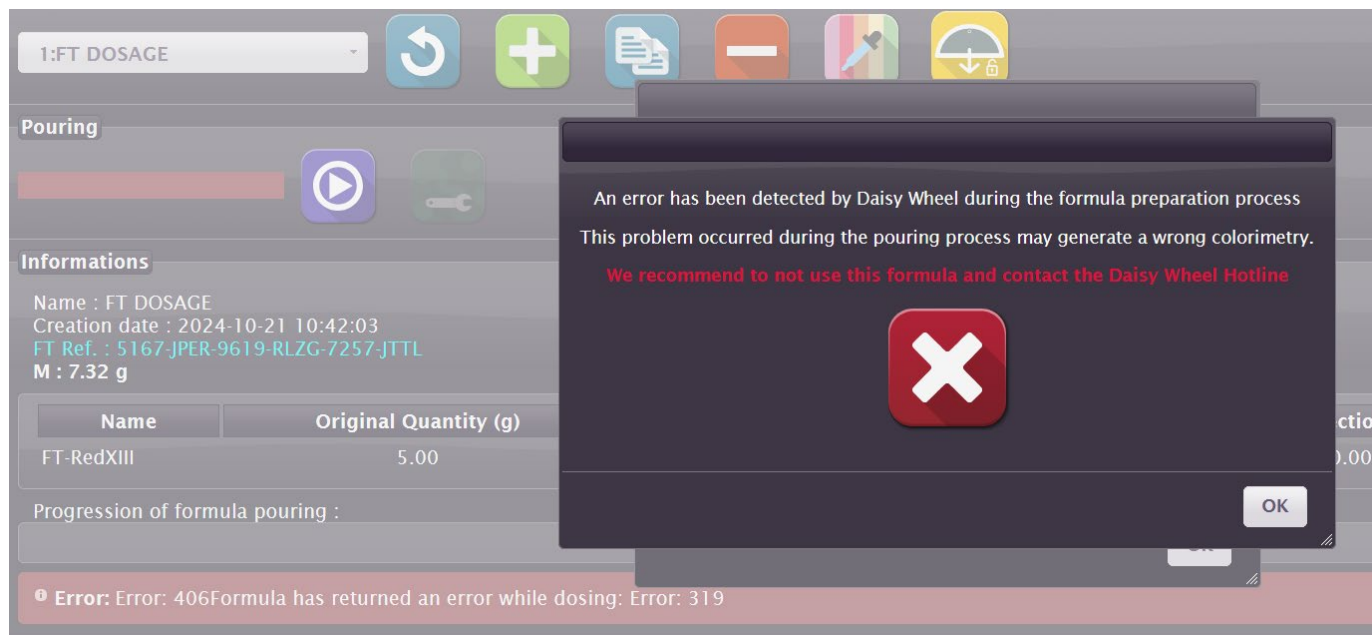 1:FT DOSAGE
Pouring
An error has been detected by Daisy Wheel during the formula preparation process
This problem occurred during the pouring process may generate a wrong colorimetry.
We recommend to not use this formula and contact the Daisy Wheel Hotline
OK
Informations
Name : FT DOSAGE
Creation date : 2024-10-21 10:42:03
FT Ref. : 5167-JPER-9619-RLZG-7257-JTTL
M : 7.32 g
Name Original Quantity (g)
FT-RedXIII 5.00
Progression of formula pouring :
Error: Error: 406Formula has returned an error while dosing: Error: 319